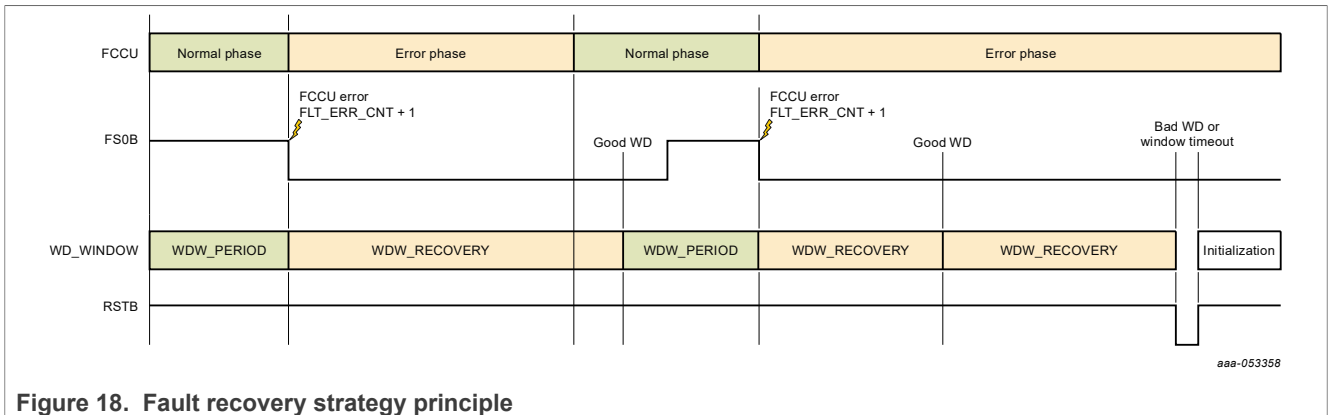 FCCU Normal phase Error phase Normal phase Error phase
FCCU error
FLT_ERR_CNT + 1
FCCU error
FLT_ERR_CNT + 1
Bad WD or
window timeout
FS0B Good WD Good WD
WD_WINDOW WDW_PERIOD WDW_RECOVERY WDW_PERIOD WDW_RECOVERY WDW_RECOVERY Initialization
RSTB
aaa-053358
Figure 18. Fault recovery strategy principle